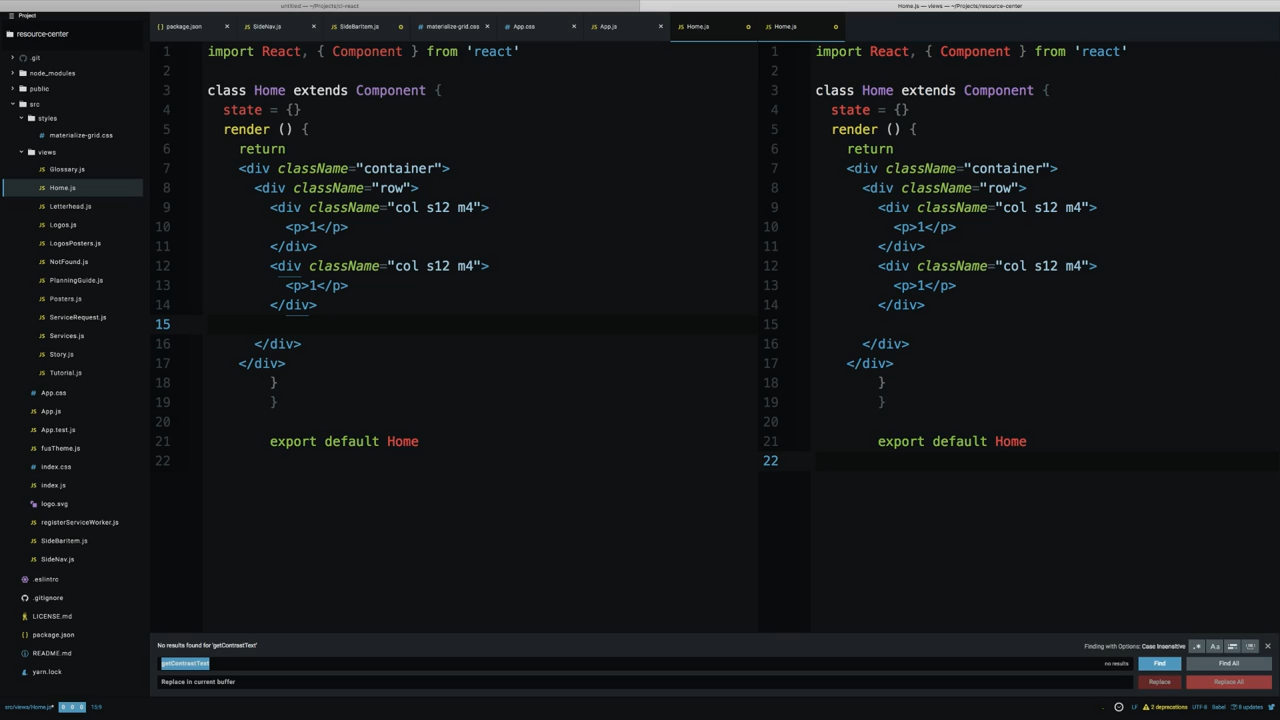 untitled — ~/Projects/ci-react
Home.js — views — ~/Projects/resource-center
Project
resource-center
.git
node_modules
public
src
styles
materialize-grid.css
views
Glossary.js
Home.js
Letterhead.js
Logos.js
LogosPosters.js
NotFound.js
PlanningGuide.js
Posters.js
ServiceRequest.js
Services.js
Story.js
Tutorial.js
App.css
App.js
App.test.js
fusTheme.js
index.css
index.js
logo.svg
registerServiceWorker.js
SideBarItem.js
SideNav.js
.eslintrc
.gitignore
LICENSE.md
package.json
README.md
yarn.lock
package.json
SideNav.js
SideBarItem.js
materialize-grid.css
App.css
App.js
Home.js
Home.js
1 import React, { Component } from 'react'
2
3 class Home extends Component {
4 state = {}
5 render () {
6 return
7 <div className="container">
8 <div className="row">
9 <div className="col s12 m4">
10 <p>1</p>
11 </div>
12 <div className="col s12 m4">
13 <p>1</p>
14 </div>
15
16 </div>
17 </div>
18 }
19 }
20
21 export default Home
22
1 import React, { Component } from 'react'
2
3 class Home extends Component {
4 state = {}
5 render () {
6 return
7 <div className="container">
8 <div className="row">
9 <div className="col s12 m4">
10 <p>1</p>
11 </div>
12 <div className="col s12 m4">
13 <p>1</p>
14 </div>
15
16 </div>
17 </div>
18 }
19 }
20
21 export default Home
22
No results found for 'getContrastText'
Finding with Options: Case Insensitive
.* Aa
getContrastText
no results
Find
Find All
Replace in current buffer
Replace
Replace All
src/views/Home.js*
0 0 0
15:9
LF
2 deprecations
UTF-8
Babel
8 updates